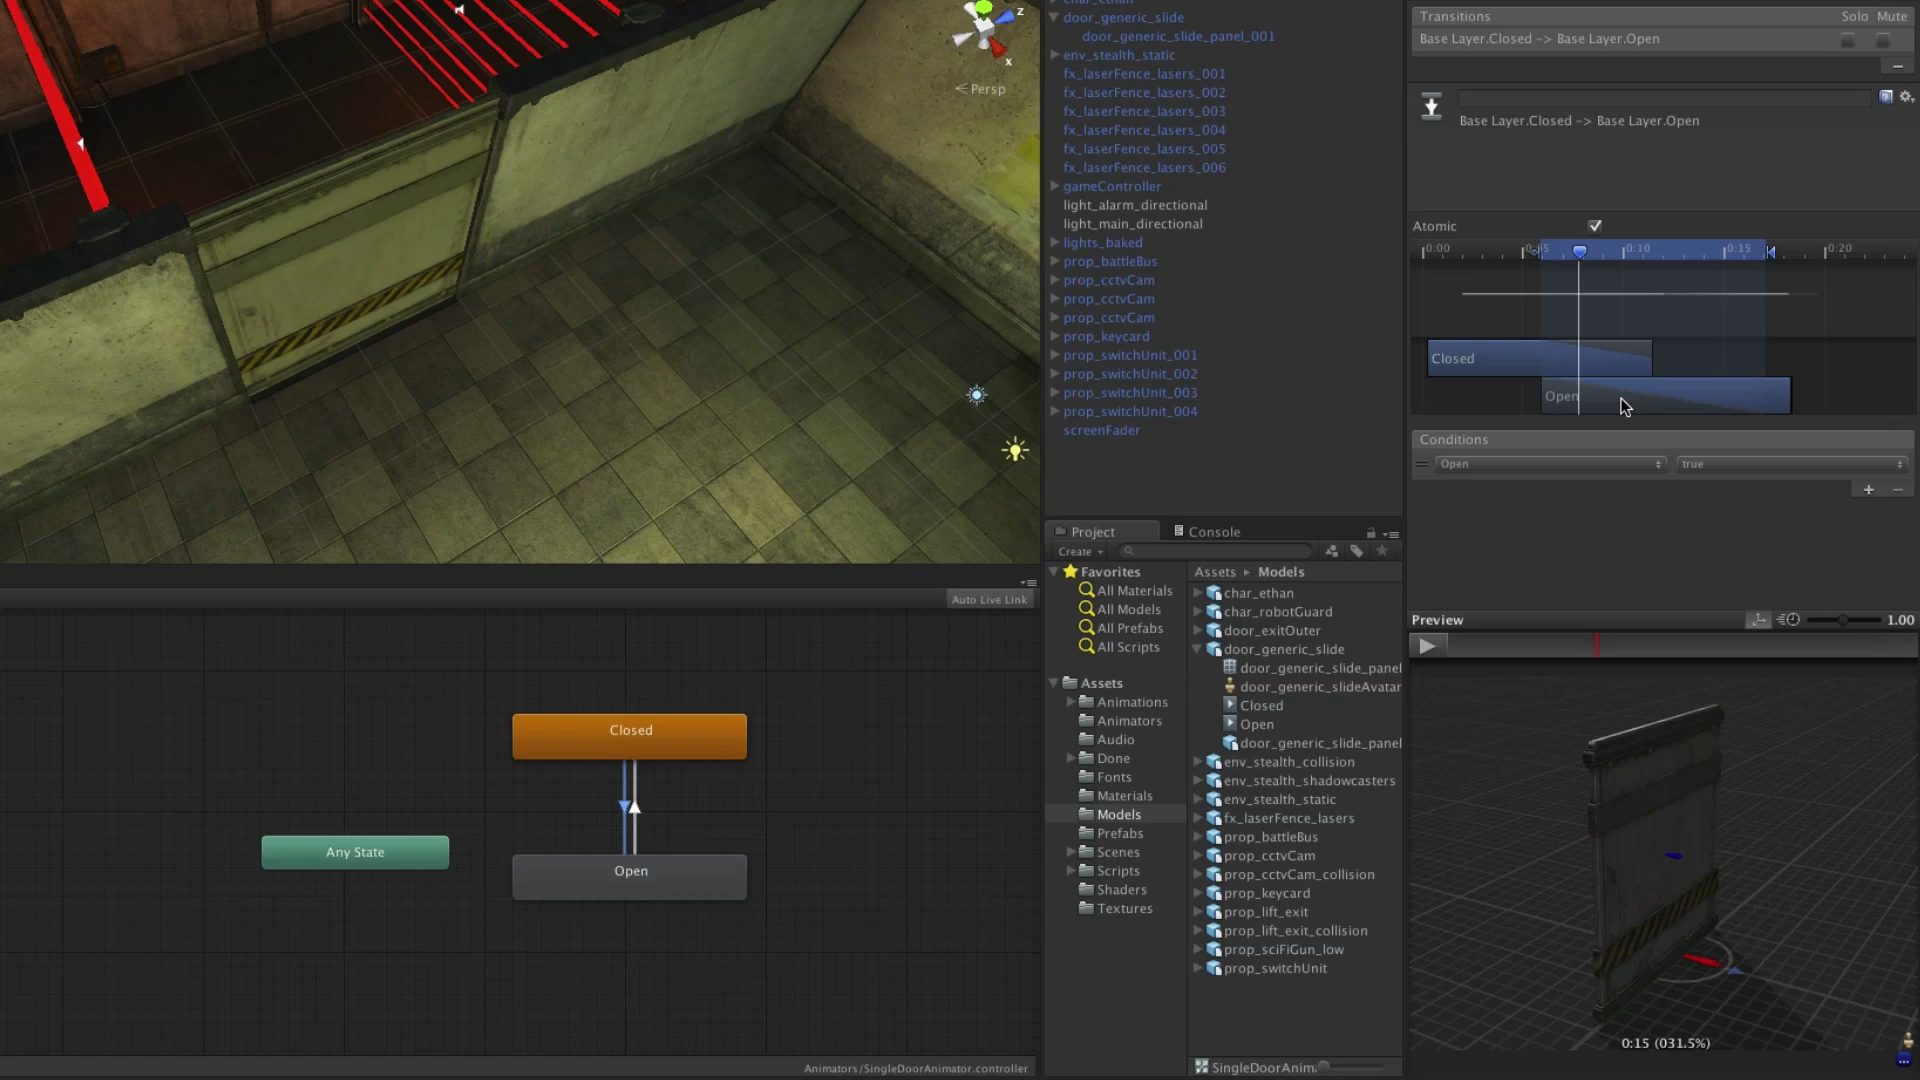 z
x
Persp
door_generic_slide
door_generic_slide_panel_001
env_stealth_static
fx_laserFence_lasers_001
fx_laserFence_lasers_002
fx_laserFence_lasers_003
fx_laserFence_lasers_004
fx_laserFence_lasers_005
fx_laserFence_lasers_006
gameController
light_alarm_directional
light_main_directional
lights_baked
prop_battleBus
prop_cctvCam
prop_cctvCam
prop_cctvCam
prop_keycard
prop_switchUnit_001
prop_switchUnit_002
prop_switchUnit_003
prop_switchUnit_004
screenFader
Transitions Solo Mute
Base Layer.Closed -> Base Layer.Open
Base Layer.Closed -> Base Layer.Open
Atomic
0:00 0:05 0:10 0:15 0:20
Closed
Open
Conditions
Open true
Auto Live Link
Closed
Any State
Open
Animators/SingleDoorAnimator.controller
Project Console
Create
Favorites
All Materials
All Models
All Prefabs
All Scripts
Assets
Animations
Animators
Audio
Done
Fonts
Materials
Models
Prefabs
Scenes
Scripts
Shaders
Textures
Assets Models
char_ethan
char_robotGuard
door_exitOuter
door_generic_slide
door_generic_slide_panel
door_generic_slideAvatar
Closed
Open
door_generic_slide_panel
env_stealth_collision
env_stealth_shadowcasters
env_stealth_static
fx_laserFence_lasers
prop_battleBus
prop_cctvCam
prop_cctvCam_collision
prop_keycard
prop_lift_exit
prop_lift_exit_collision
prop_sciFiGun_low
prop_switchUnit
SingleDoorAnim
Preview 1.00
0:15 (031.5%)